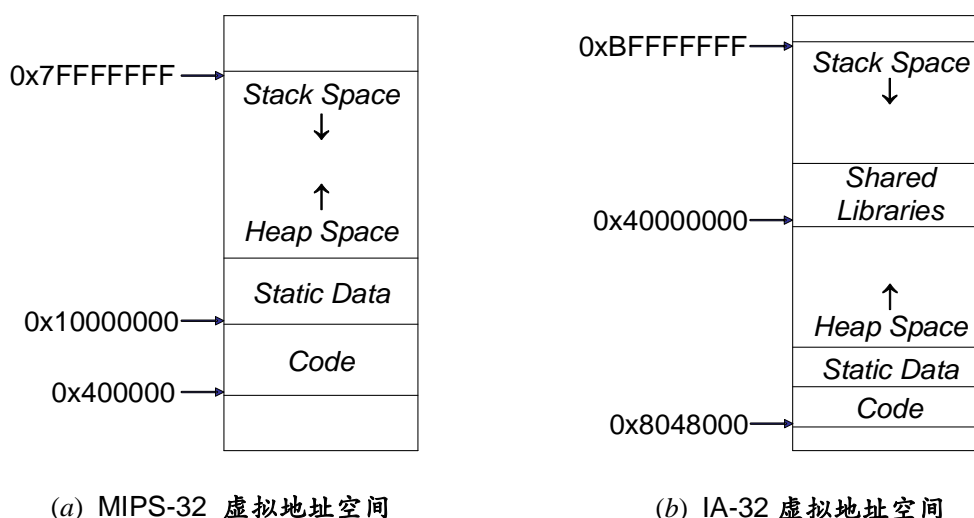 0x7FFFFFFF
Stack Space
↓
↑
Heap Space
Static Data
0x10000000
Code
0x400000
(a) MIPS-32 虚拟地址空间
0xBFFFFFFF
Stack Space
↓
Shared
Libraries
0x40000000
↑
Heap Space
Static Data
Code
0x8048000
(b) IA-32 虚拟地址空间